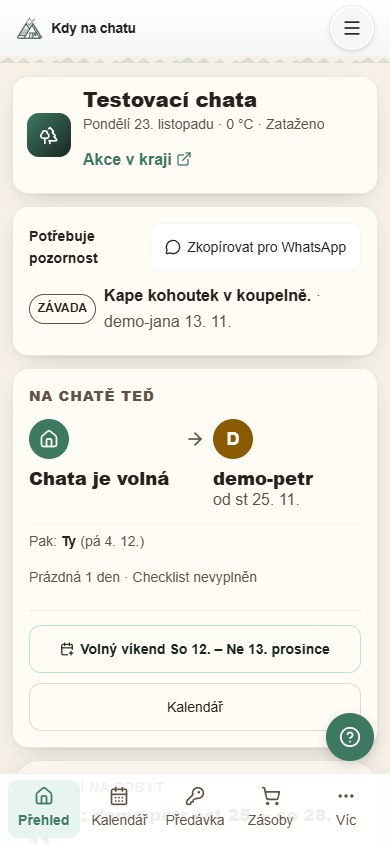 Kdy na chatu
Testovací chata
Pondělí 23. listopadu · 0 °C · Zataženo
Akce v kraji
Potřebuje
pozornost
Zkopírovat pro WhatsApp
ZÁVADA
Kape kohoutek v koupelně. ·
demo-jana 13. 11.
NA CHATĚ TEĎ
D
Chata je volná
demo-petr
od st 25. 11.
Pak: Ty (pá 4. 12.)
Prázdná 1 den · Checklist nevyplněn
Volný víkend So 12. – Ne 13. prosince
Kalendář
Přehled
Kalendář
Předávka
Zásoby
Víc